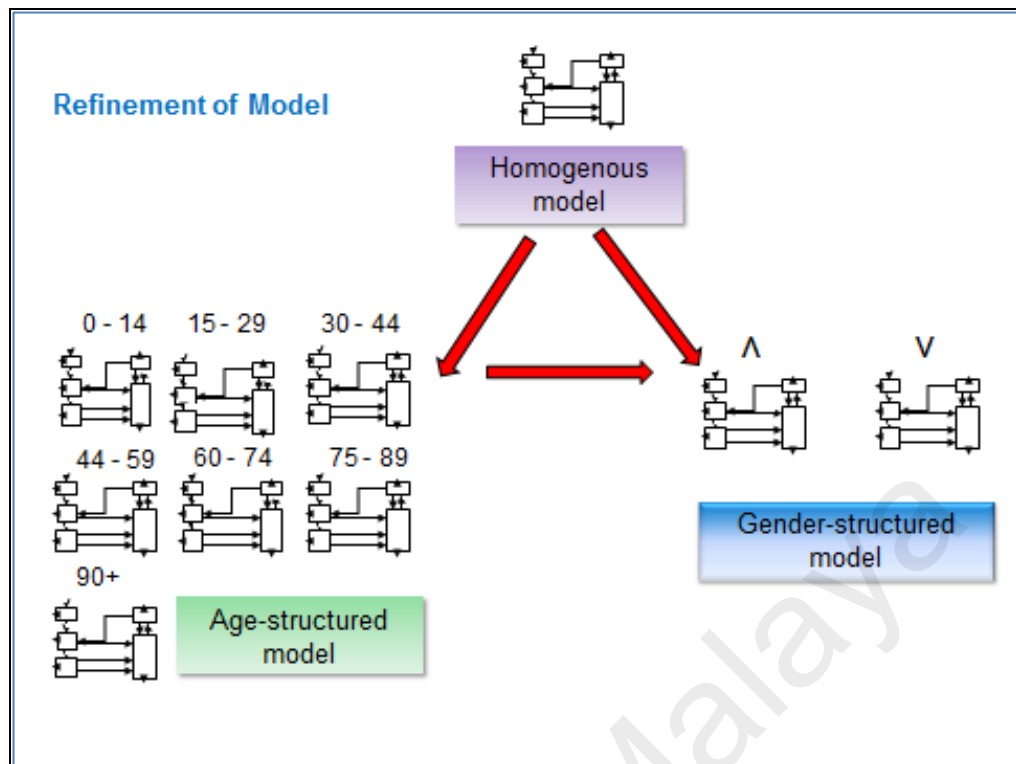 Refinement of Model
Homogenous
model
0 - 14
15 - 29
30 - 44
Λ
V
44 - 59
60 - 74
75 - 89
Gender-structured
model
90+
Age-structured
model
Malaya